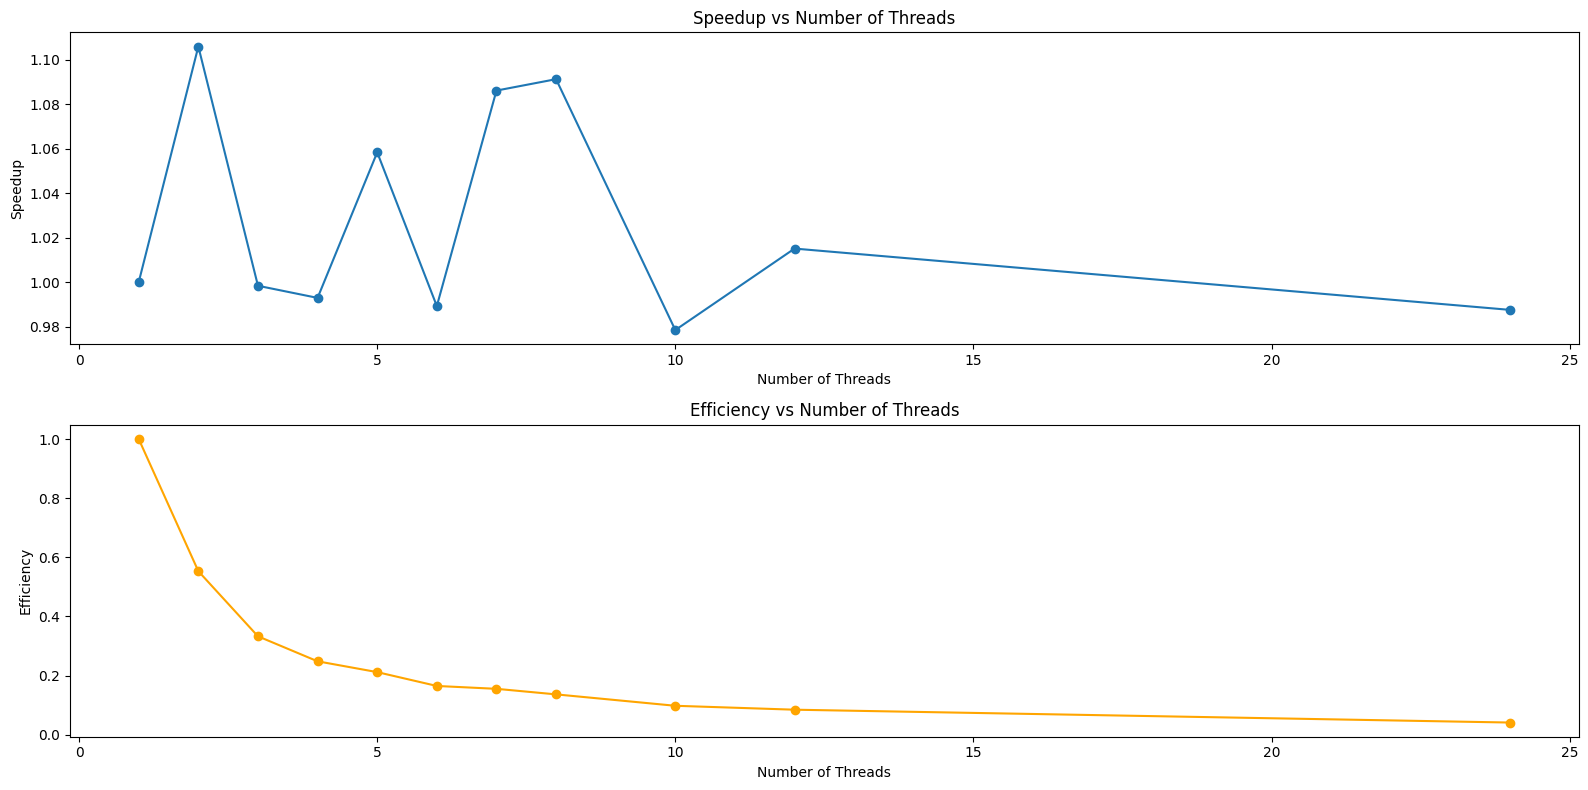 Speedup vs Number of Threads
1.10
1.08
1.06
1.04
1.02
1.00
0.98
Speedup
0 5 10 15 20 25
Number of Threads
Efficiency vs Number of Threads
1.0
0.8
0.6
0.4
0.2
0.0
Efficiency
0 5 10 15 20 25
Number of Threads